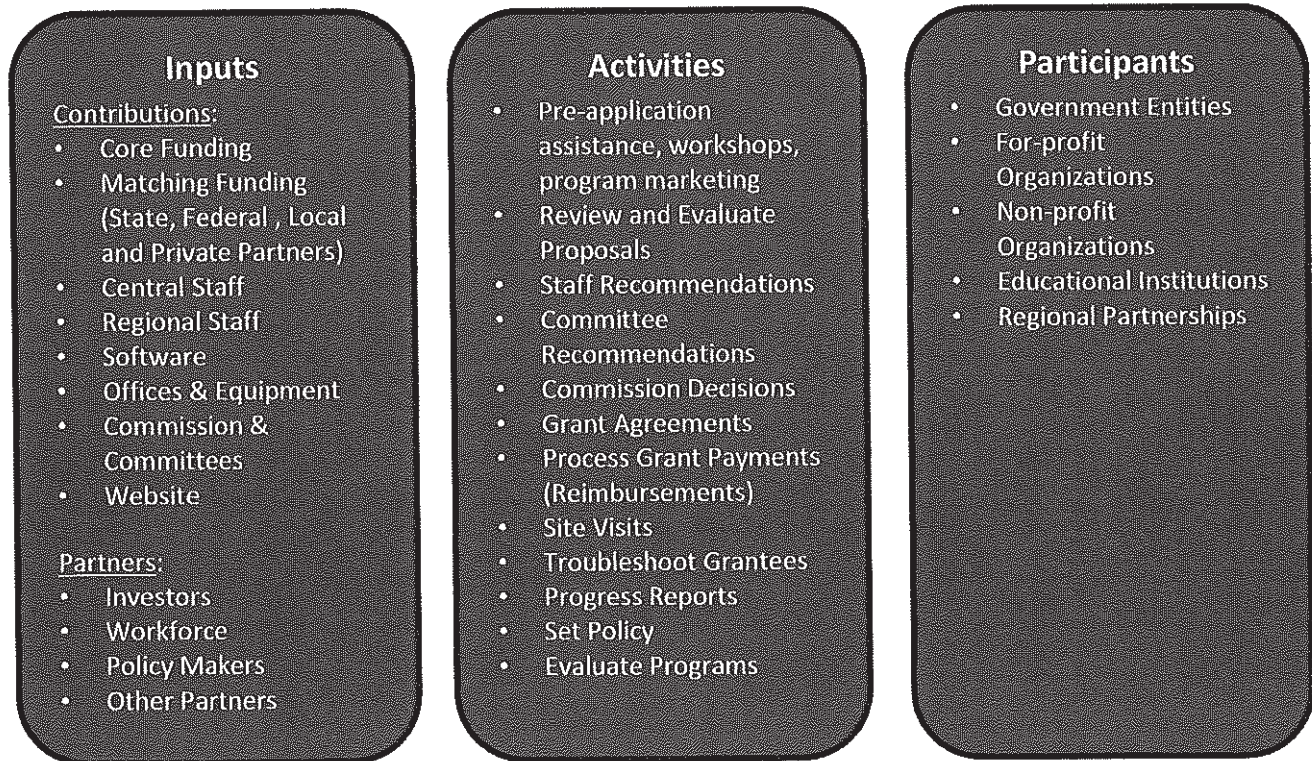 Inputs
Contributions:
• Core Funding
• Matching Funding
(State, Federal , Local
and Private Partners)
• Central Staff
• Regional Staff
• Software
• Offices & Equipment
• Commission &
Committees
• Website
Partners:
• Investors
• Workforce
• Policy Makers
• Other Partners
Activities
• Pre-application
assistance, workshops,
program marketing
• Review and Evaluate
Proposals
• Staff Recommendations
• Committee
Recommendations
• Commission Decisions
• Grant Agreements
• Process Grant Payments
(Reimbursements)
• Site Visits
• Troubleshoot Grantees
• Progress Reports
• Set Policy
• Evaluate Programs
Participants
• Government Entities
• For-profit
Organizations
• Non-profit
Organizations
• Educational Institutions
• Regional Partnerships